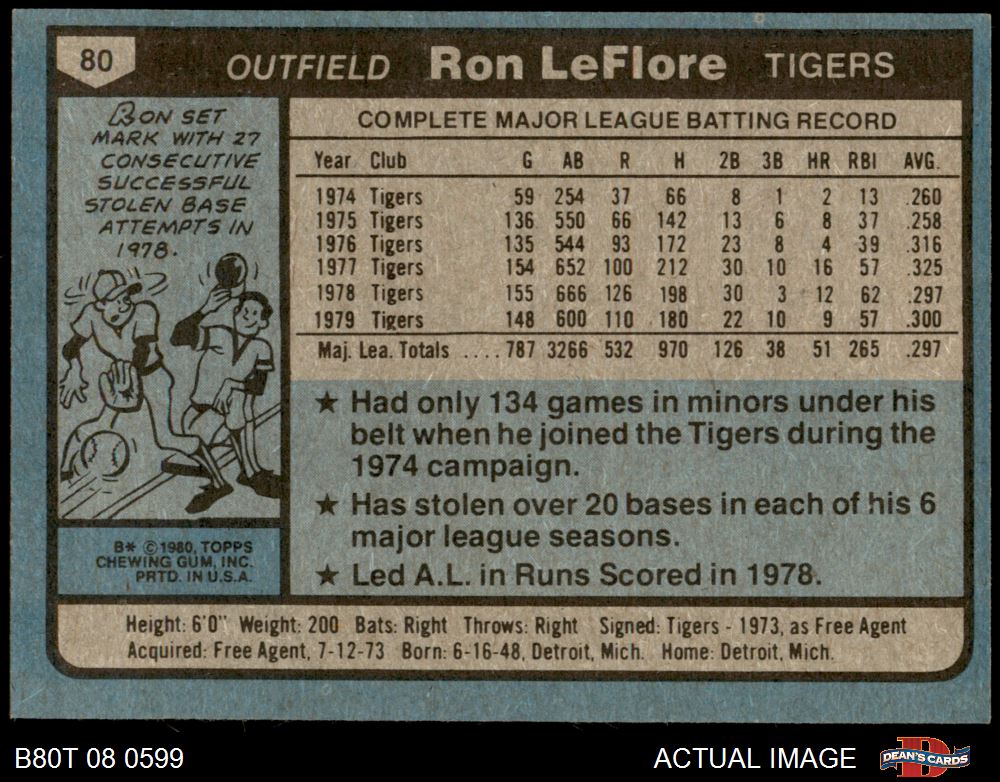 80
OUTFIELD Ron LeFlore TIGERS
RON SET
MARK WITH 27
CONSECUTIVE
SUCCESSFUL
STOLEN BASE
ATTEMPTS IN
1978.
B* ©1980, TOPPS
CHEWING GUM, INC.
PRTD. IN U.S.A.
COMPLETE MAJOR LEAGUE BATTING RECORD
Year Club G AB R H 2B 3B HR RBI AVG.
1974 Tigers 59 254 37 66 8 1 2 13 .260
1975 Tigers 136 550 66 142 13 6 8 37 .258
1976 Tigers 135 544 93 172 23 8 4 39 .316
1977 Tigers 154 652 100 212 30 10 16 57 .325
1978 Tigers 155 666 126 198 30 3 12 62 .297
1979 Tigers 148 600 110 180 22 10 9 57 .300
Maj. Lea. Totals .... 787 3266 532 970 126 38 51 265 .297
★ Had only 134 games in minors under his
belt when he joined the Tigers during the
1974 campaign.
★ Has stolen over 20 bases in each of his 6
major league seasons.
★ Led A.L. in Runs Scored in 1978.
Height: 6'0" Weight: 200 Bats: Right Throws: Right Signed: Tigers - 1973, as Free Agent
Acquired: Free Agent, 7-12-73 Born: 6-16-48, Detroit, Mich. Home: Detroit, Mich.
B80T 08 0599 ACTUAL IMAGE DEAN'S CARDS